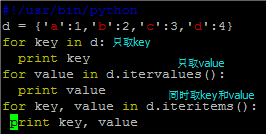 #!/usr/bin/python
d = {'a':1,'b':2,'c':3,'d':4}
for key in d: 只取key
  print key
只取value
for value in d.itervalues():
  print value
同时取key和value
for key, value in d.iteritems():
  print key, value